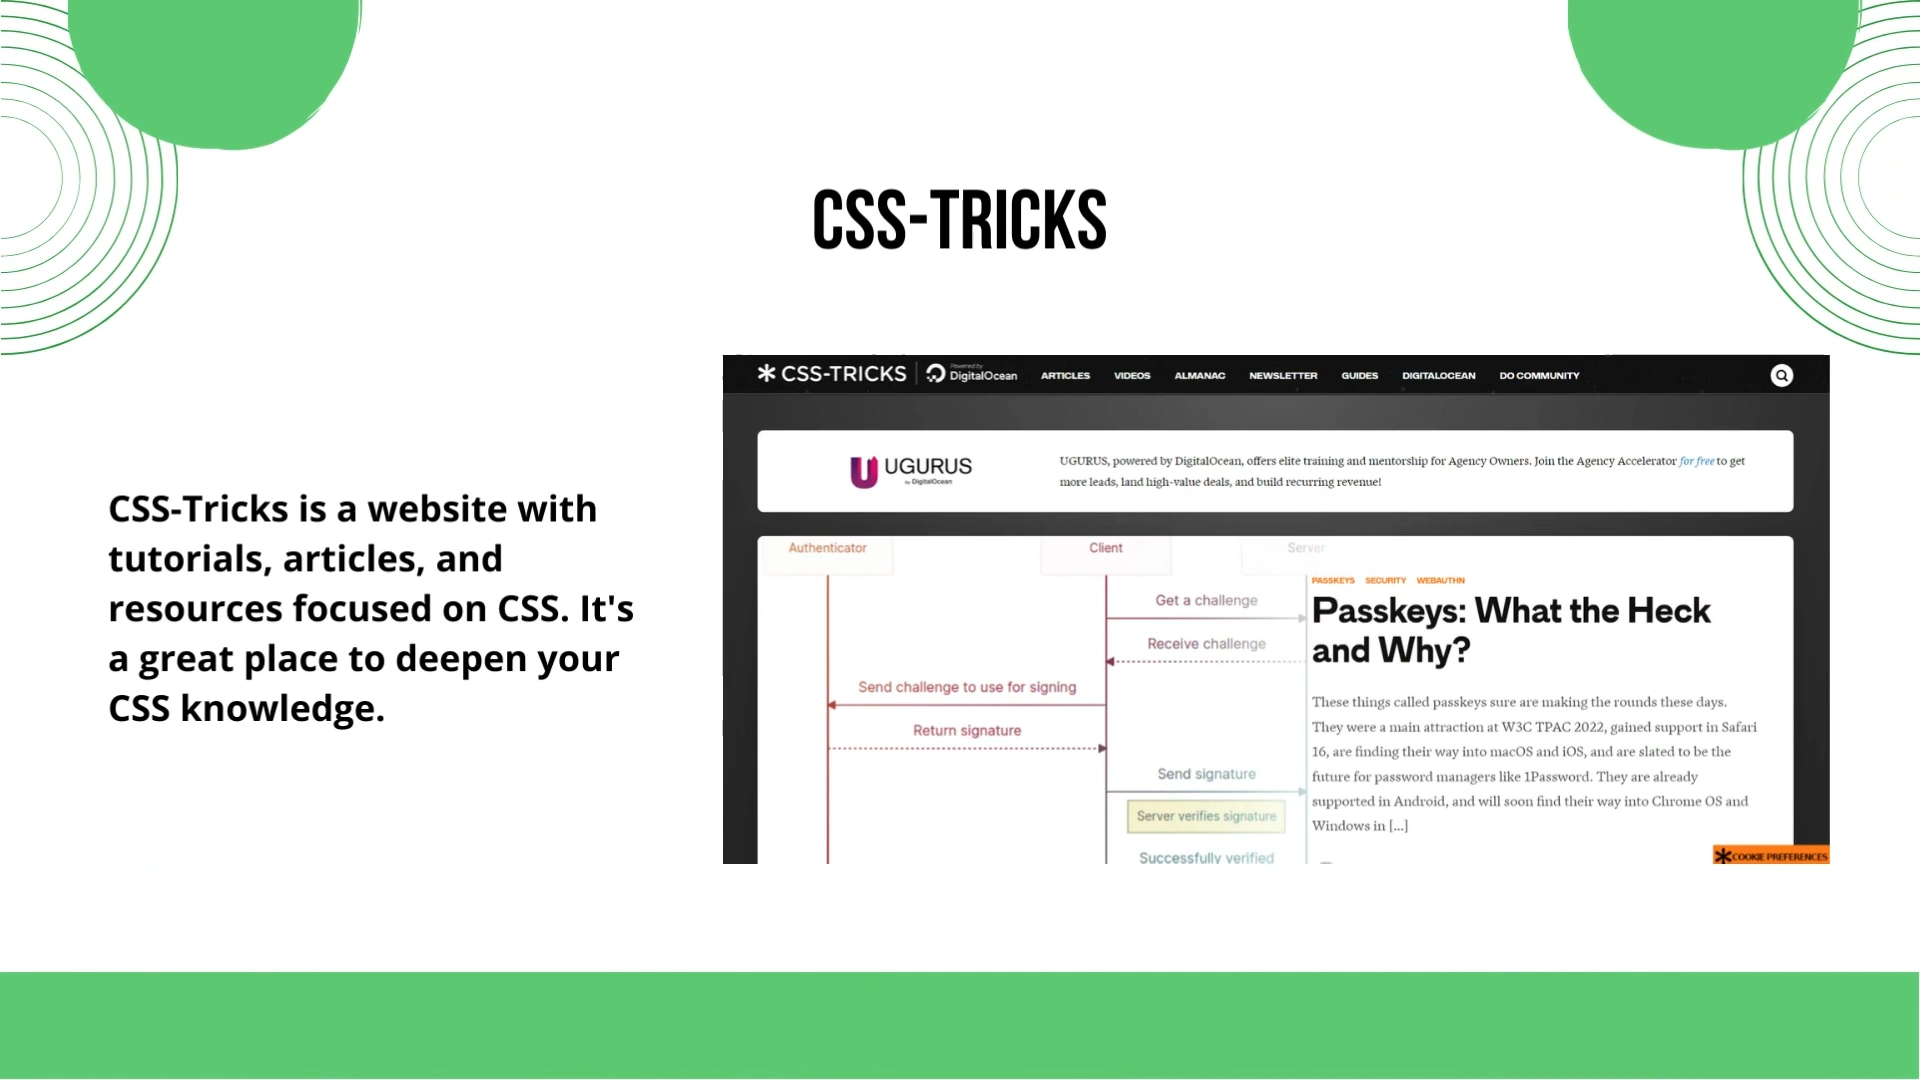 CSS-TRICKS
CSS-Tricks is a website with
tutorials, articles, and
resources focused on CSS. It's
a great place to deepen your
CSS knowledge.
CSS-TRICKS Powered by DigitalOcean ARTICLES VIDEOS ALMANAC NEWSLETTER GUIDES DIGITALOCEAN DO COMMUNITY
UGURUS
by DigitalOcean
UGURUS, powered by DigitalOcean, offers elite training and mentorship for Agency Owners. Join the Agency Accelerator for free to get
more leads, land high-value deals, and build recurring revenue!
Authenticator Client Server
Get a challenge
Receive challenge
Send challenge to use for signing
Return signature
Send signature
Server verifies signature
Successfully verified
PASSKEYS SECURITY WEBAUTHN
Passkeys: What the Heck
and Why?
These things called passkeys sure are making the rounds these days.
They were a main attraction at W3C TPAC 2022, gained support in Safari
16, are finding their way into macOS and iOS, and are slated to be the
future for password managers like 1Password. They are already
supported in Android, and will soon find their way into Chrome OS and
Windows in [...]
COOKIE PREFERENCES